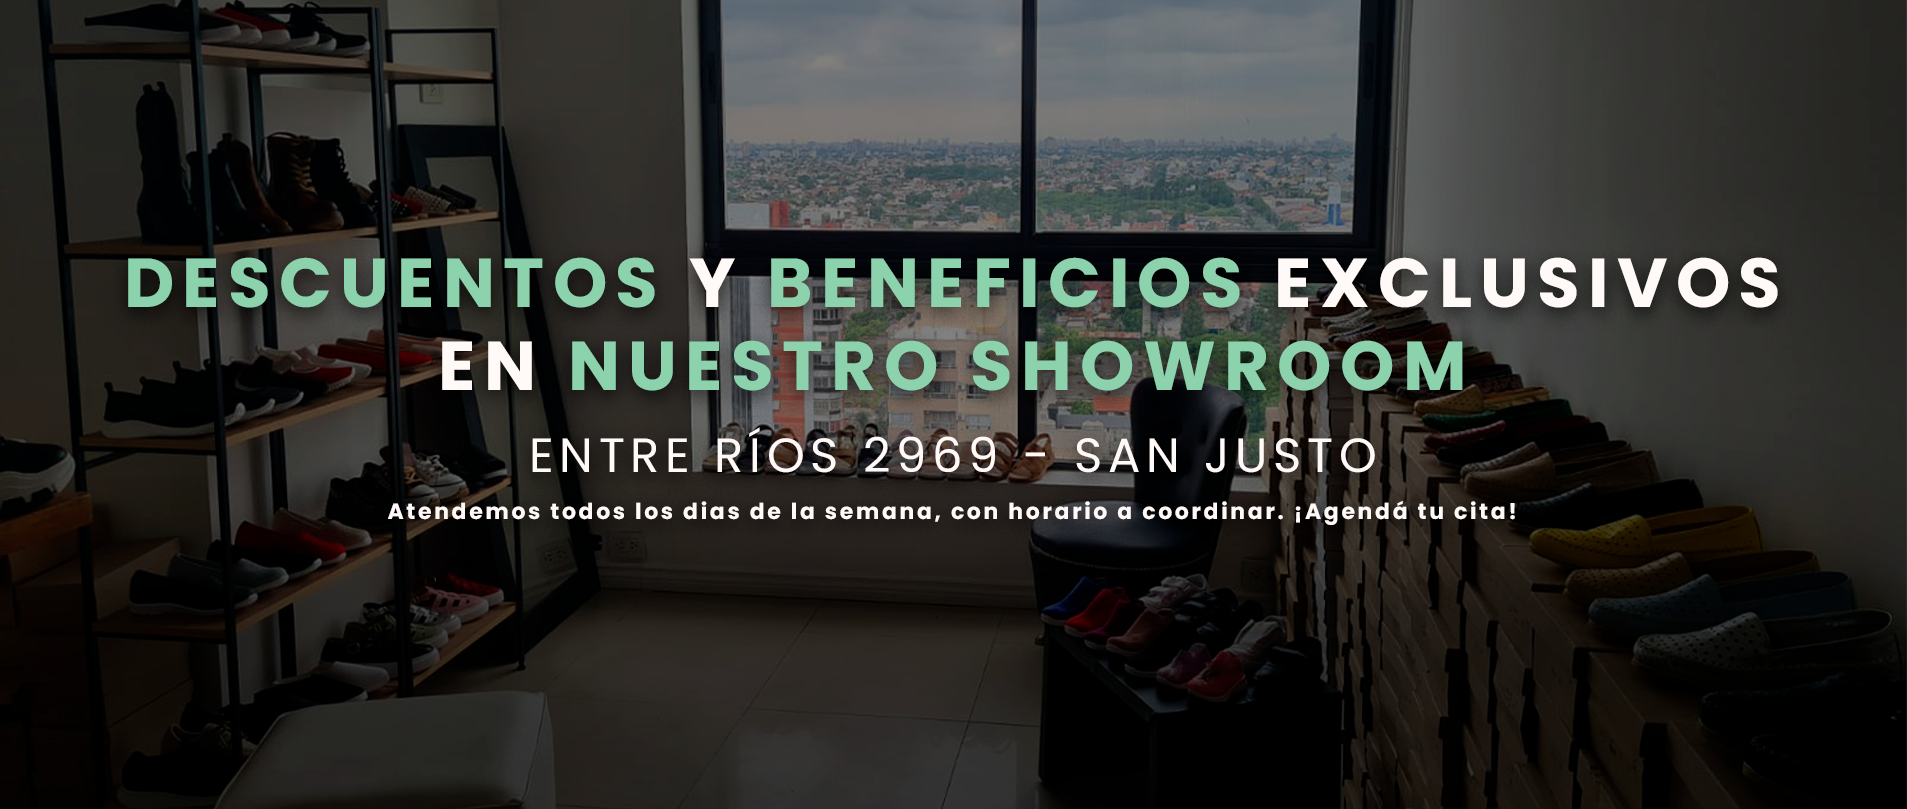 DESCUENTOS Y BENEFICIOS EXCLUSIVOS
EN NUESTRO SHOWROOM
ENTRE RÍOS 2969 - SAN JUSTO
Atendemos todos los dias de la semana, con horario a coordinar. ¡Agendá tu cita!